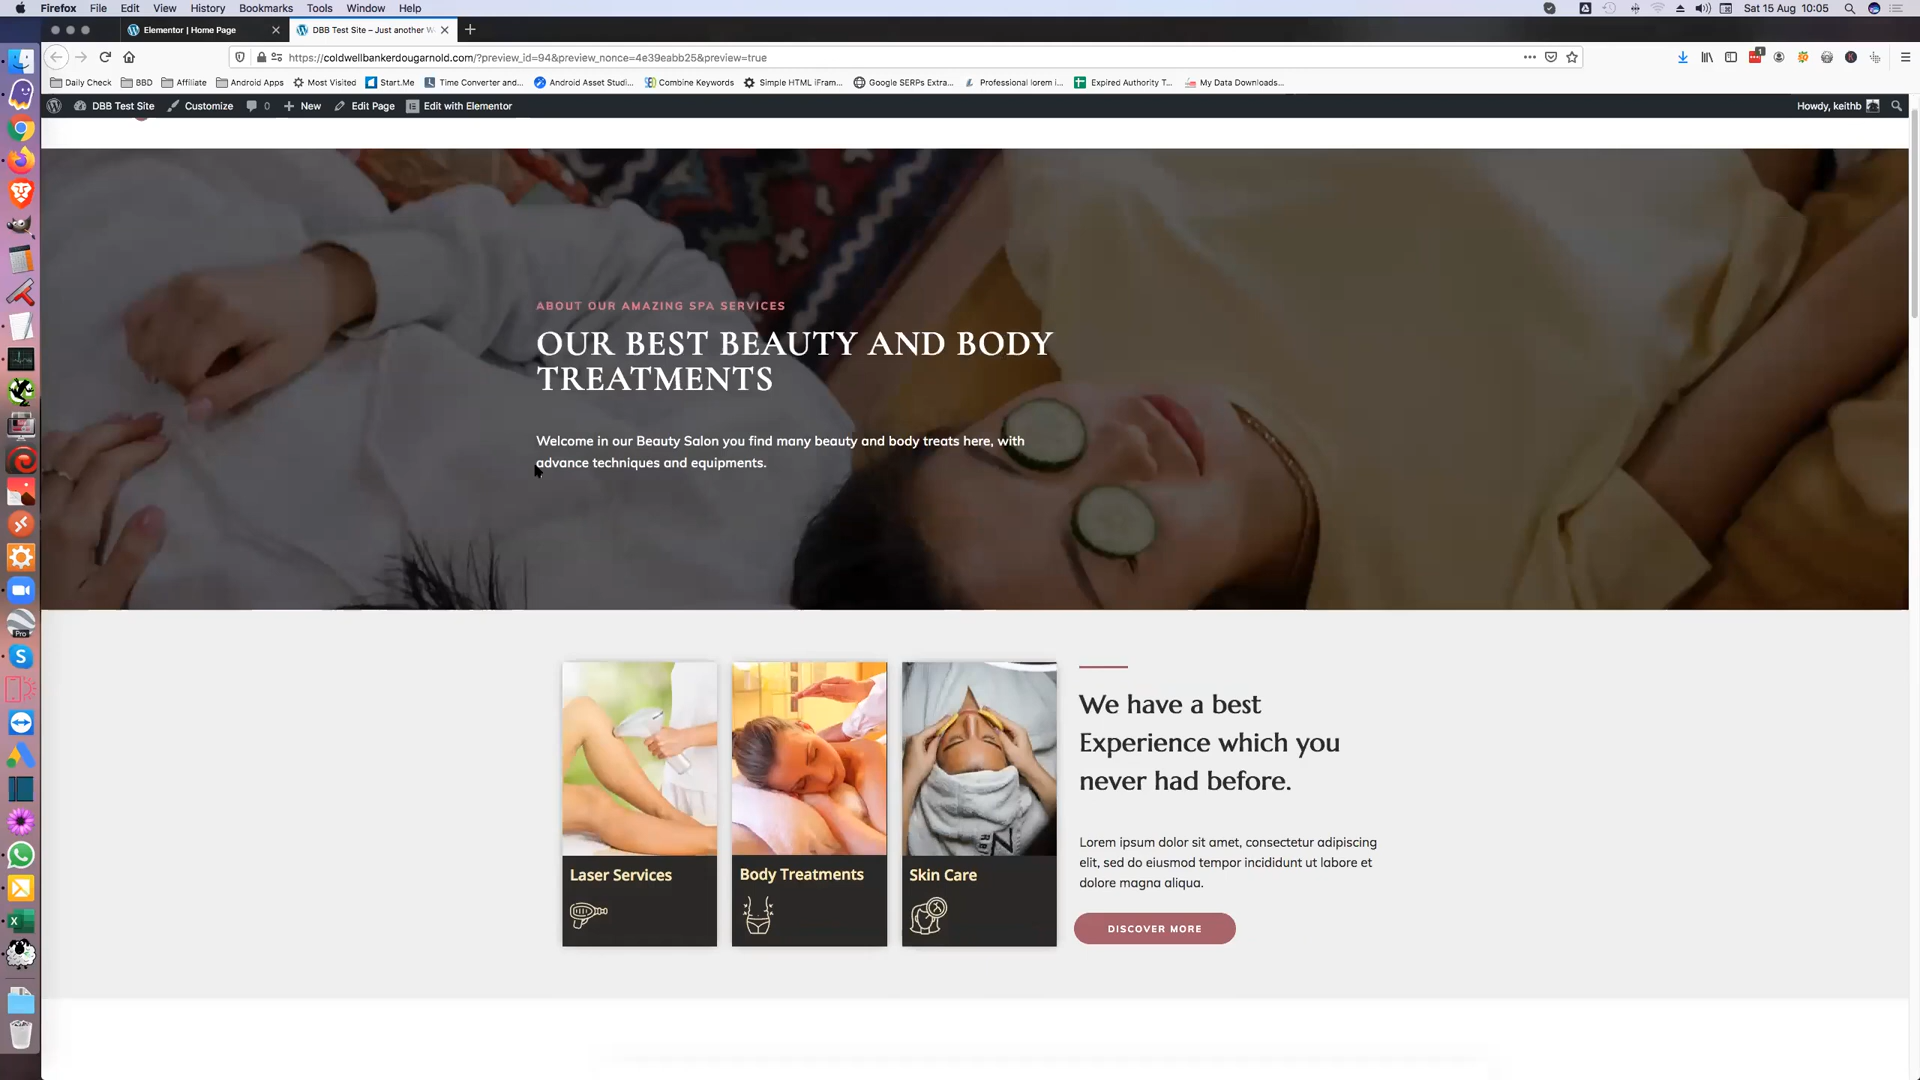 Firefox File Edit View History Bookmarks Tools Window Help Sat 15 Aug 10:05
Elementor | Home Page
DBB Test Site – Just another W
https://coldwellbankerdougarnold.com/?preview_id=94&preview_nonce=4e39eabb25&preview=true
Daily Check BBD Affiliate Android Apps Most Visited Start.Me Time Converter and... Android Asset Studi... Combine Keywords Simple HTML iFram... Google SERPs Extra... Professional lorem i... Expired Authority T... My Data Downloads...
DBB Test Site Customize 0 New Edit Page Edit with Elementor Howdy, keithb
ABOUT OUR AMAZING SPA SERVICES
OUR BEST BEAUTY AND BODY
TREATMENTS
Welcome in our Beauty Salon you find many beauty and body treats here, with
advance techniques and equipments.
We have a best
Experience which you
never had before.
Lorem ipsum dolor sit amet, consectetur adipiscing
elit, sed do eiusmod tempor incididunt ut labore et
dolore magna aliqua.
Laser Services
Body Treatments
Skin Care
DISCOVER MORE
Pro